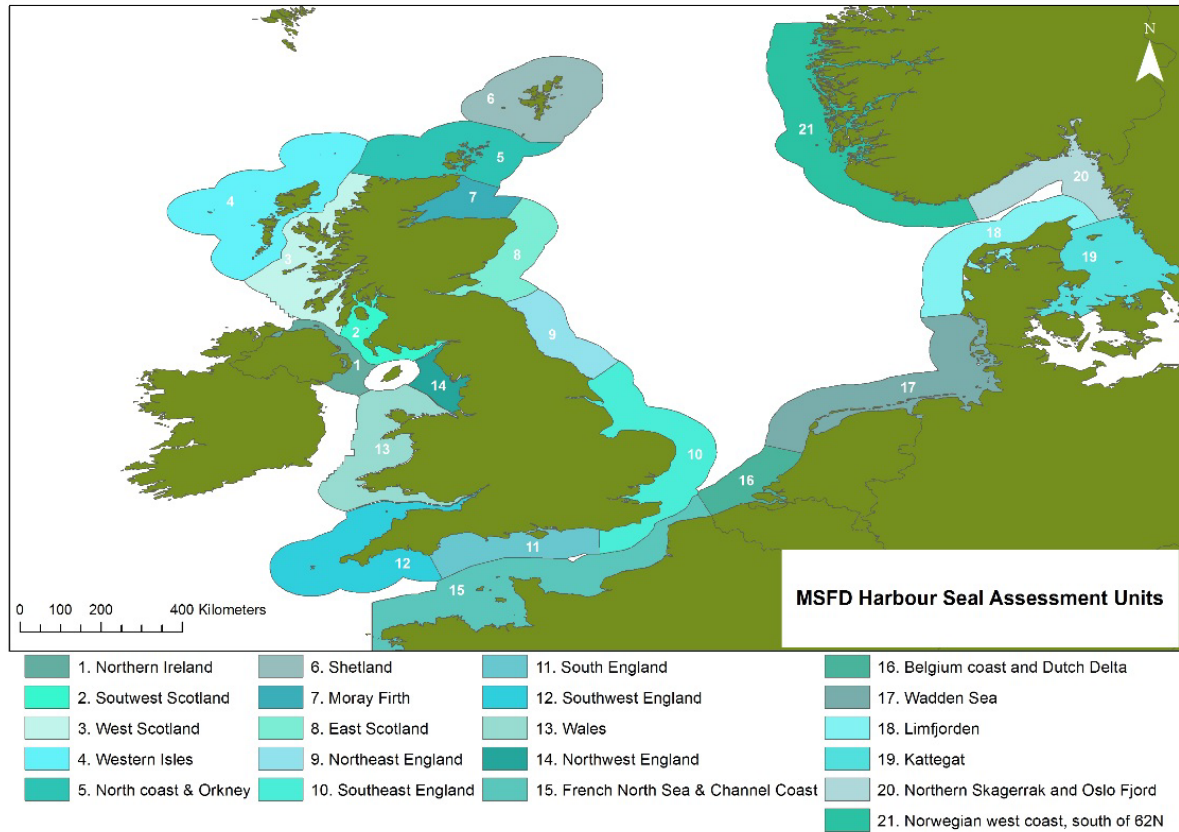 N
6
5
21
4
7
20
3
8
18
19
2
9
1
14
17
13
10
16
11
12
15
MSFD Harbour Seal Assessment Units
0 100 200 400 Kilometers
1. Northern Ireland
2. Soutwest Scotland
3. West Scotland
4. Western Isles
5. North coast & Orkney
6. Shetland
7. Moray Firth
8. East Scotland
9. Northeast England
10. Southeast England
11. South England
12. Southwest England
13. Wales
14. Northwest England
15. French North Sea & Channel Coast
16. Belgium coast and Dutch Delta
17. Wadden Sea
18. Limfjorden
19. Kattegat
20. Northern Skagerrak and Oslo Fjord
21. Norwegian west coast, south of 62N